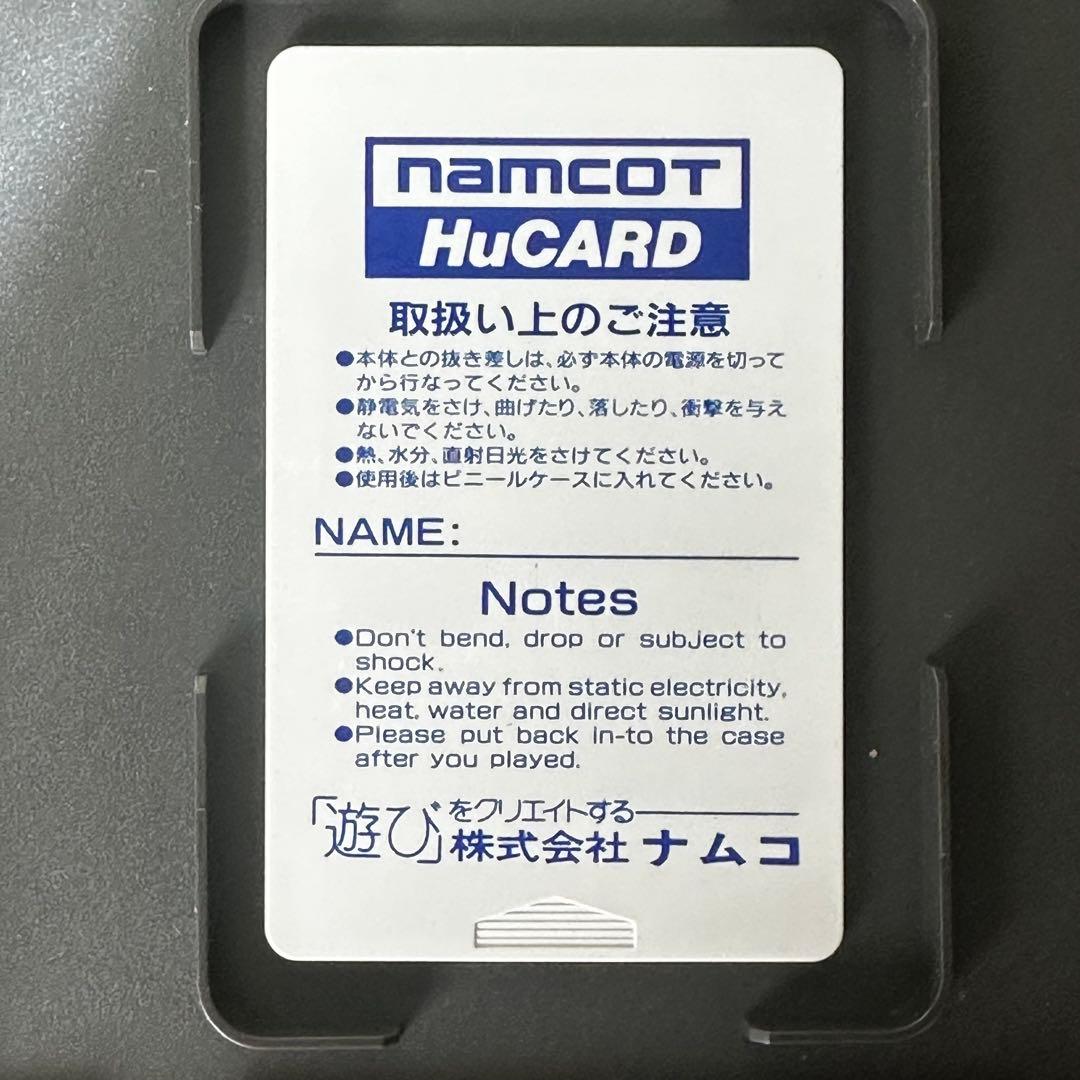 namcoT
HuCARD
取扱い上のご注意
●本体との抜き差しは、必ず本体の電源を切って
から行なってください。
●静電気をさけ、曲げたり、落したり、衝撃を与え
ないでください。
●熱、水分、直射日光をさけてください。
●使用後はビニールケースに入れてください。
NAME:
Notes
●Don't bend, drop or subject to
shock.
●Keep away from static electricity,
heat, water and direct sunlight.
●Please put back in-to the case
after you played.
「遊び」をクリエイトする
株式会社ナムコ